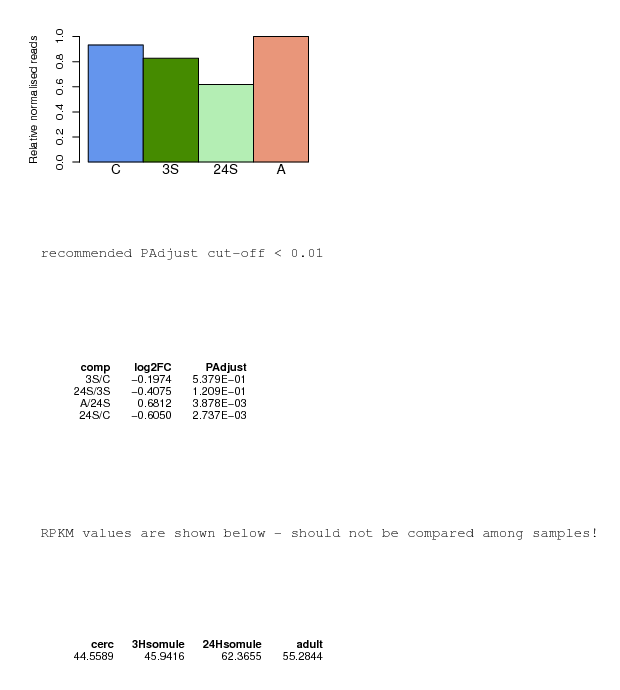 Relative normalised reads
1.0
0.8
0.6
0.4
0.2
0.0
C 3S 24S A
recommended PAdjust cut-off < 0.01
comp log2FC PAdjust
3S/C −0.1974 5.379E−01
24S/3S −0.4075 1.209E−01
A/24S 0.6812 3.878E−03
24S/C −0.6050 2.737E−03
RPKM values are shown below - should not be compared among samples!
cerc 3Hsomule 24Hsomule adult
44.5589 45.9416 62.3655 55.2844